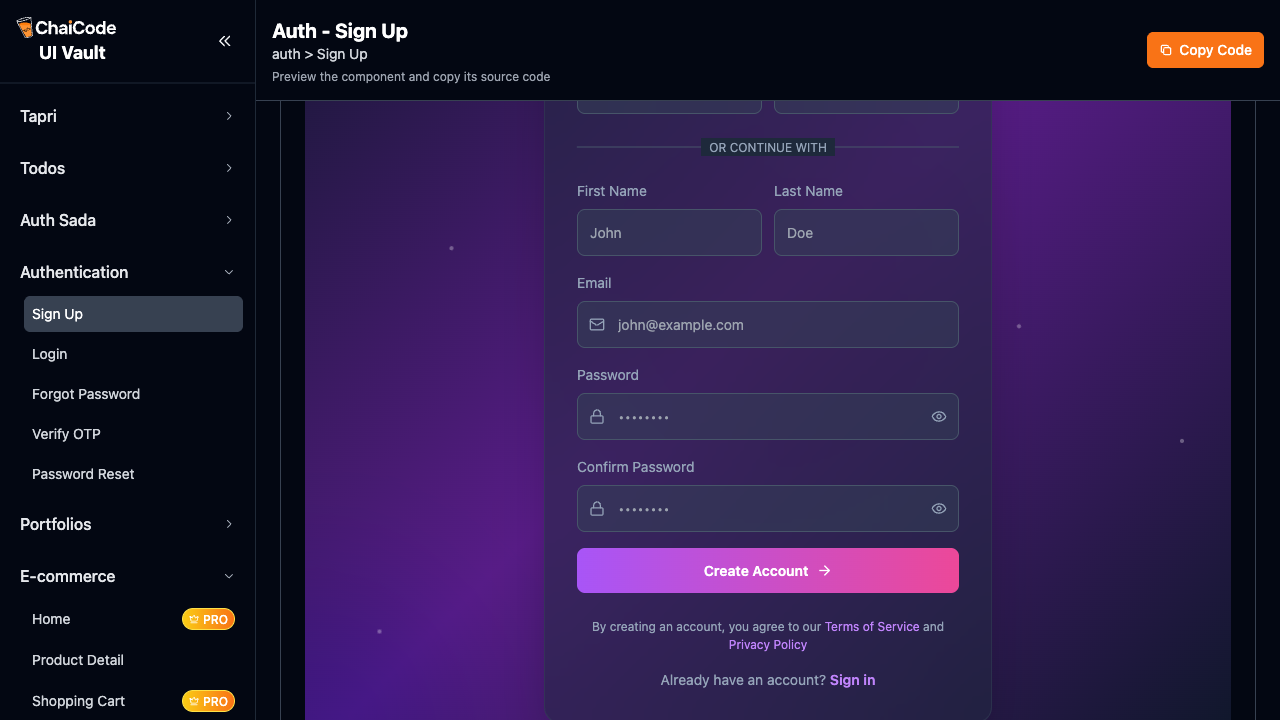 ChaiCode
UI Vault
Tapri
Todos
Auth Sada
Authentication
Sign Up
Login
Forgot Password
Verify OTP
Password Reset
Portfolios
E-commerce
Home
PRO
Product Detail
Shopping Cart
PRO
Auth - Sign Up
auth > Sign Up
Preview the component and copy its source code
Copy Code
OR CONTINUE WITH
First Name
Last Name
John
Doe
Email
john@example.com
Password
••••••••
Confirm Password
••••••••
Create Account
By creating an account, you agree to our Terms of Service and
Privacy Policy
Already have an account? Sign in